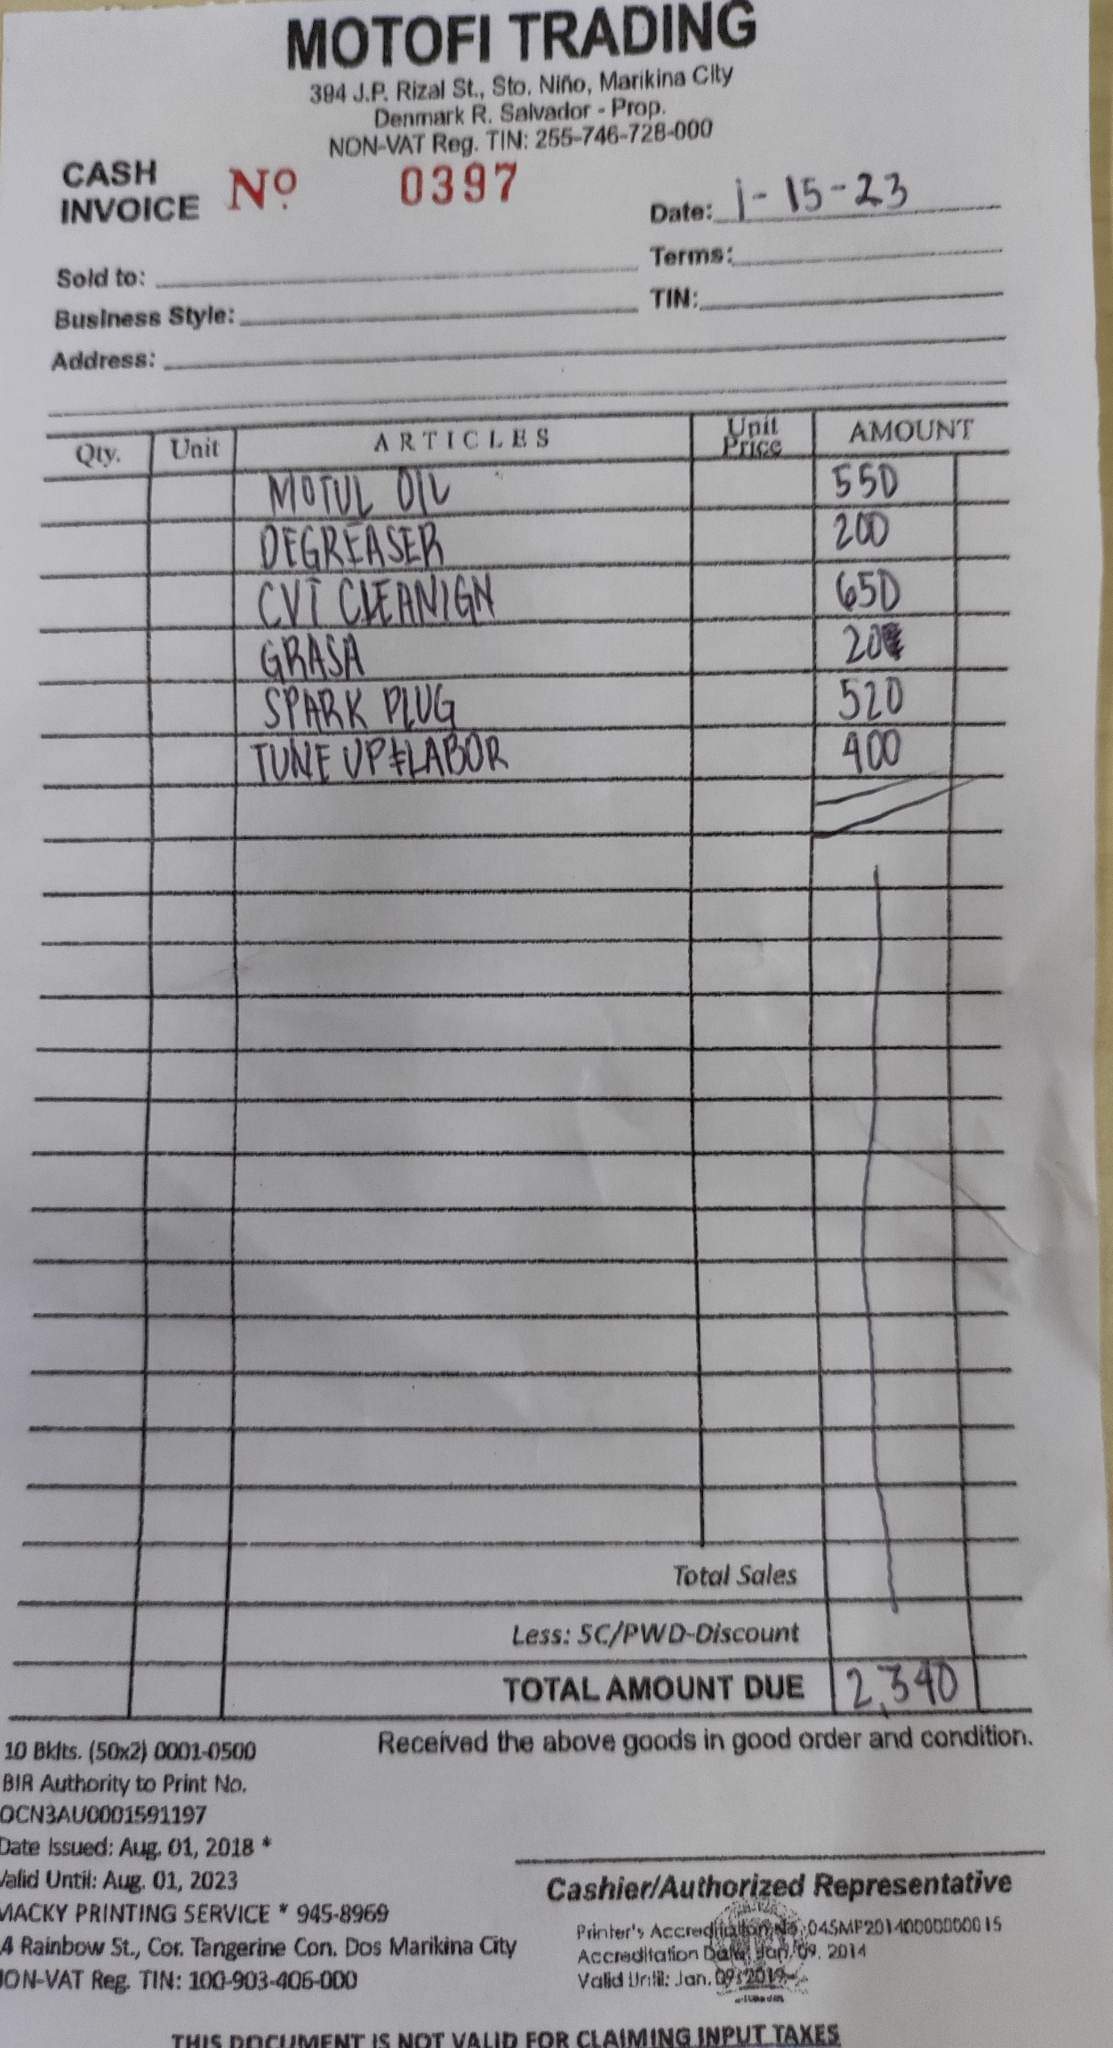 MOTOFI TRADING
394 J.P. Rizal St., Sto. Niño, Marikina City
Denmark R. Salvador - Prop.
NON-VAT Reg. TIN: 255-746-728-000
CASH INVOICE Nº 0397
Date: 1-15-23
Sold to:
Terms:
Business Style:
TIN:
Address:
Qty. Unit ARTICLES Unit Price AMOUNT
MOTUL OIL 550
DEGREASER 200
CVT CLEANIGN 650
GRASA 20
SPARK PLUG 520
TUNE UP & LABOR 400
Total Sales
Less: SC/PWD-Discount
TOTAL AMOUNT DUE 2,340
Received the above goods in good order and condition.
10 Bklts. (50x2) 0001-0500
BIR Authority to Print No.
OCN3AU0001591197
Date Issued: Aug. 01, 2018 *
Valid Until: Aug. 01, 2023
MACKY PRINTING SERVICE * 945-8969
4 Rainbow St., Cor. Tangerine Con. Dos Marikina City
NON-VAT Reg. TIN: 100-903-406-000
Cashier/Authorized Representative
Printer's Accreditation No. 045MP20140000000015
Accreditation Date: Jan. 09, 2014
Valid Until: Jan. 09, 2019
THIS DOCUMENT IS NOT VALID FOR CLAIMING INPUT TAXES